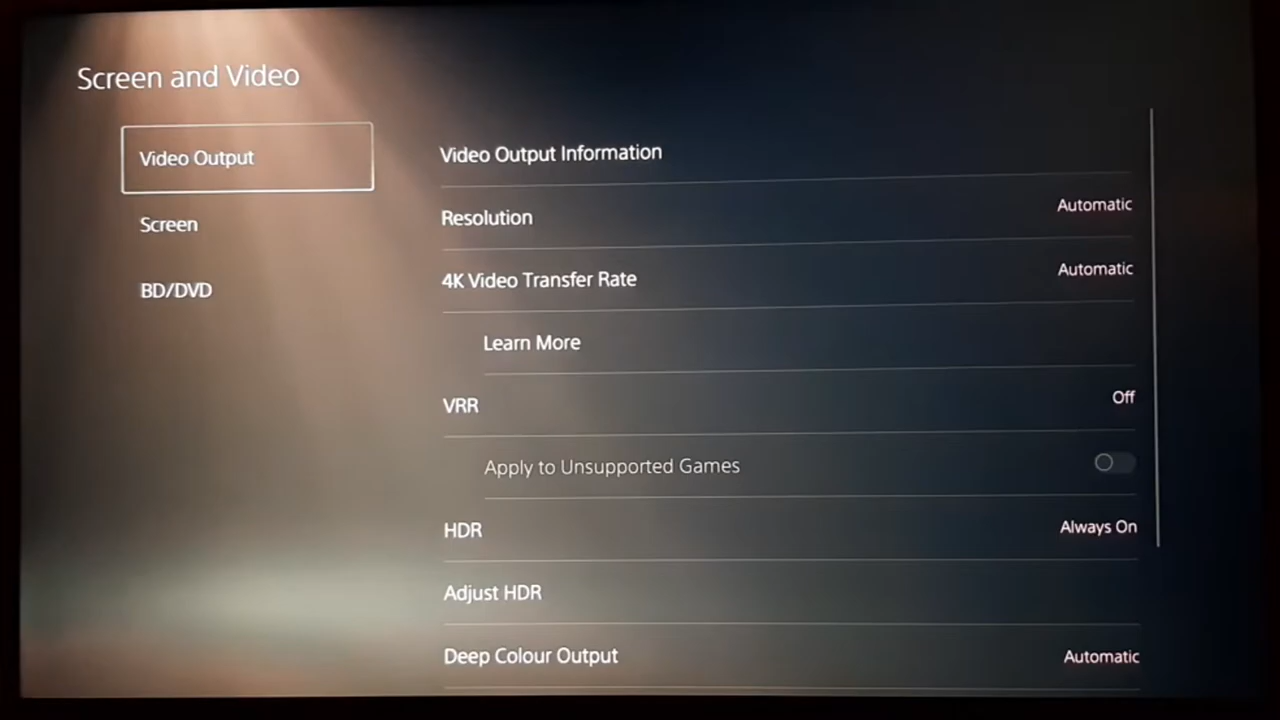 Screen and Video
Video Output
Screen
BD/DVD
Video Output Information
Resolution Automatic
4K Video Transfer Rate Automatic
Learn More
VRR Off
Apply to Unsupported Games
HDR Always On
Adjust HDR
Deep Colour Output Automatic